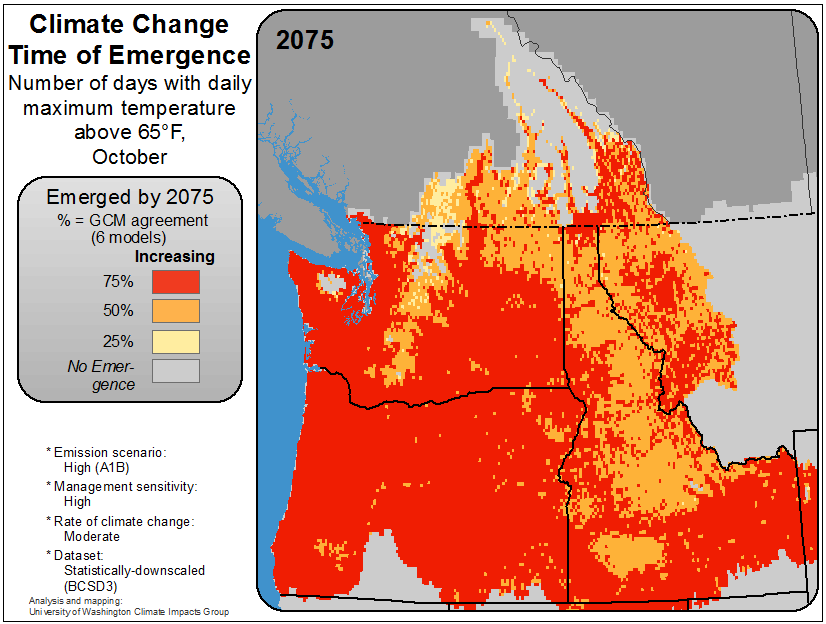 Climate Change
Time of Emergence
Number of days with daily
maximum temperature
above 65°F,
October
2075
Emerged by 2075
% = GCM agreement
(6 models)
Increasing
75%
50%
25%
No Emer-
gence
* Emission scenario:
High (A1B)
* Management sensitivity:
High
* Rate of climate change:
Moderate
* Dataset:
Statistically-downscaled
(BCSD3)
Analysis and mapping:
University of Washington Climate Impacts Group